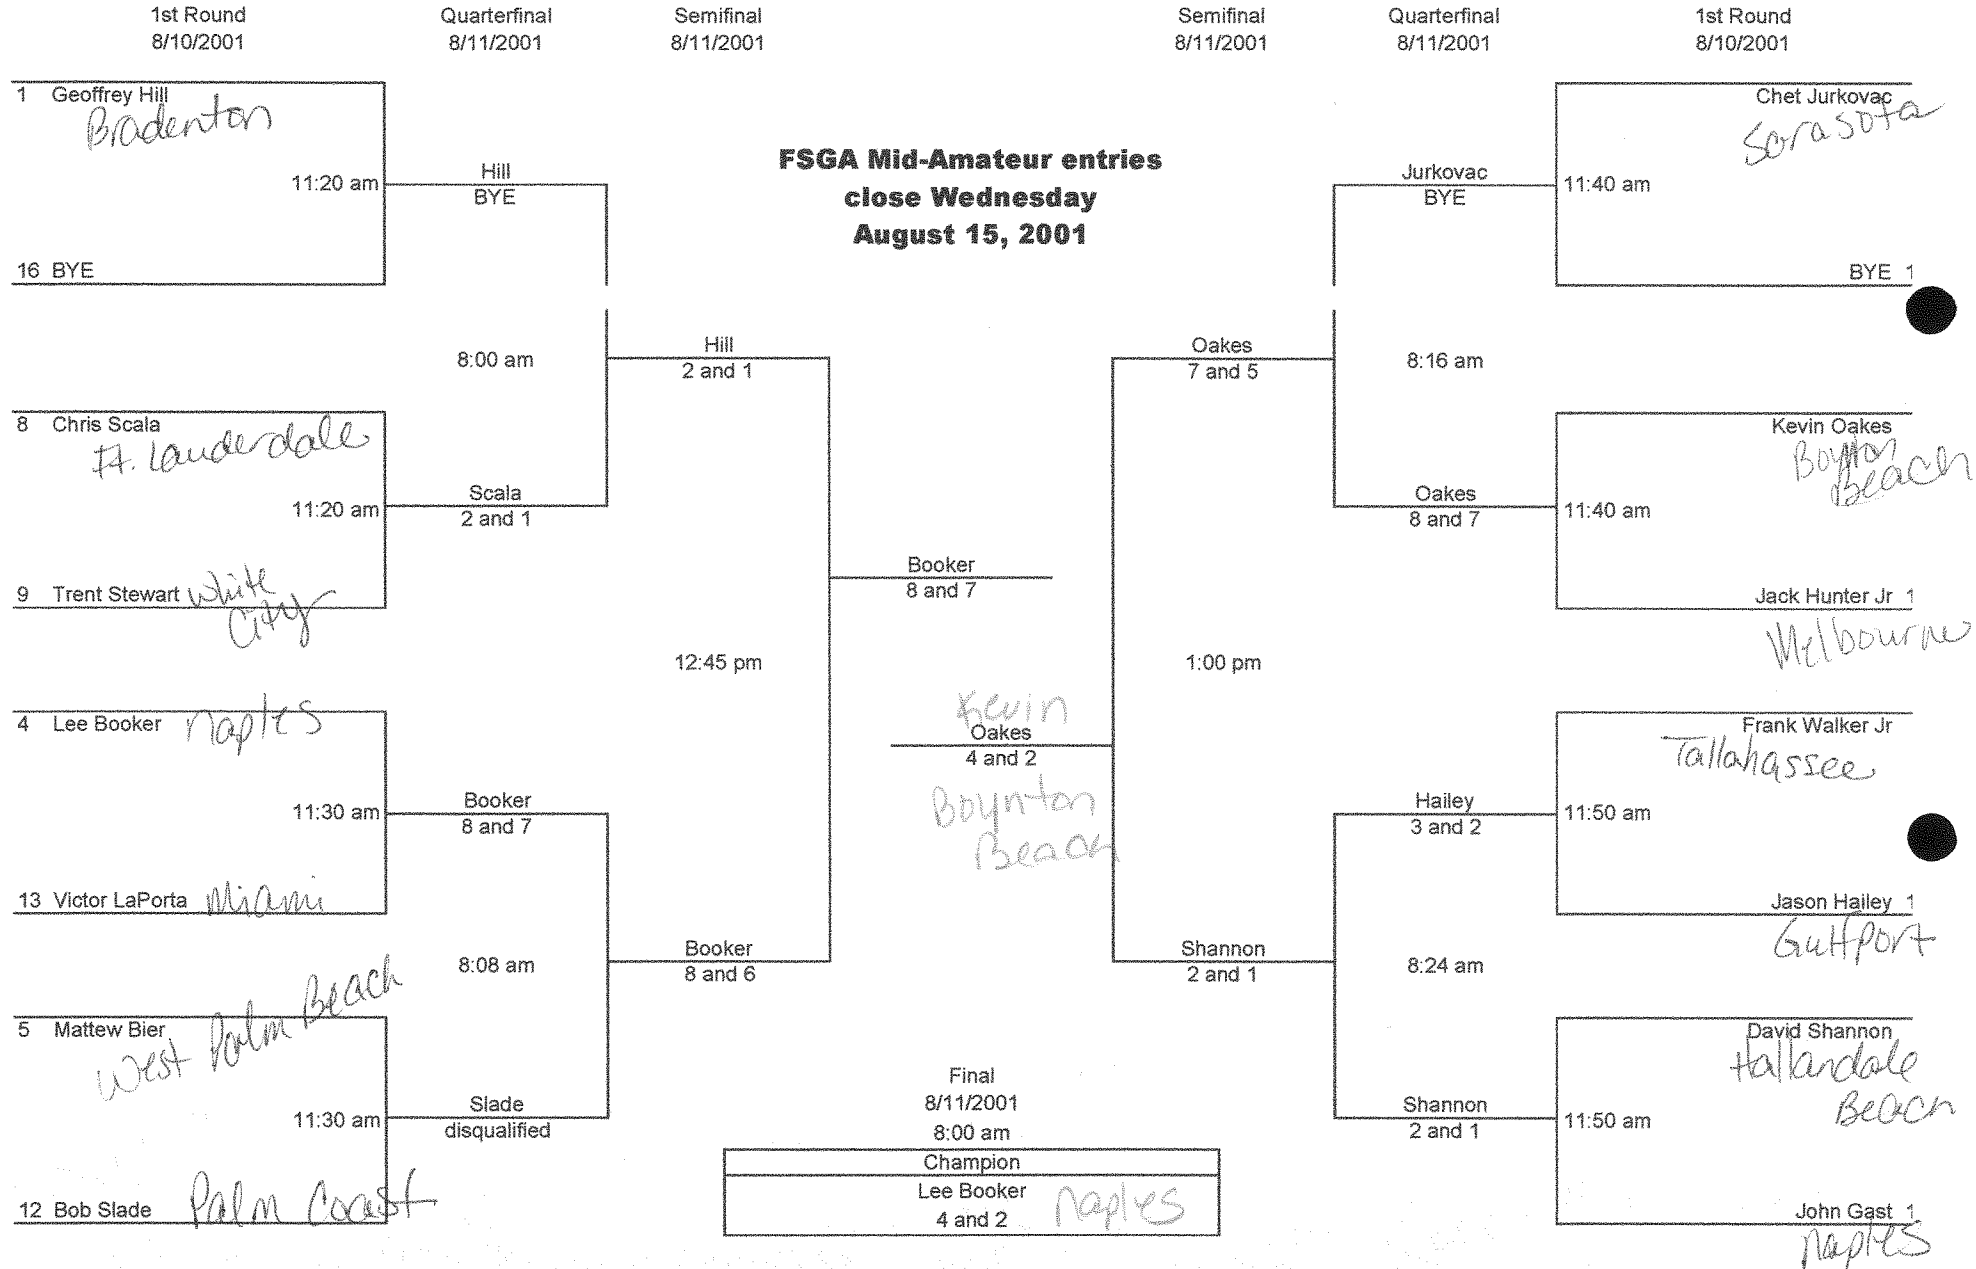 1st Round
8/10/2001
Quarterfinal
8/11/2001
Semifinal
8/11/2001
Semifinal
8/11/2001
Quarterfinal
8/11/2001
1st Round
8/10/2001
FSGA Mid-Amateur entries
close Wednesday
August 15, 2001
1 Geoffrey Hill
Bradenton
11:20 am
16 BYE
Hill
BYE
8:00 am
8 Chris Scala
Ft. Lauderdale
11:20 am
9 Trent Stewart White
City
Scala
2 and 1
Hill
2 and 1
4 Lee Booker Naples
11:30 am
13 Victor LaPorta Miami
Booker
8 and 7
8:08 am
5 Mattew Bier
West Palm Beach
11:30 am
12 Bob Slade Palm Coast
Slade
disqualified
Booker
8 and 6
12:45 pm
Booker
8 and 7
Kevin
Oakes
4 and 2
Boynton
Beach
1:00 pm
Oakes
7 and 5
Shannon
2 and 1
Jurkovac
BYE
8:16 am
Oakes
8 and 7
Hailey
3 and 2
8:24 am
Shannon
2 and 1
Chet Jurkovac
Sarasota
11:40 am
BYE 1
Kevin Oakes
Boynton
Beach
11:40 am
Jack Hunter Jr 1
Melbourne
Frank Walker Jr
Tallahassee
11:50 am
Jason Hailey 1
Gulfport
David Shannon
Hallandale
Beach
11:50 am
John Gast 1
Naples
Final
8/11/2001
8:00 am
Champion
Lee Booker
4 and 2
Naples